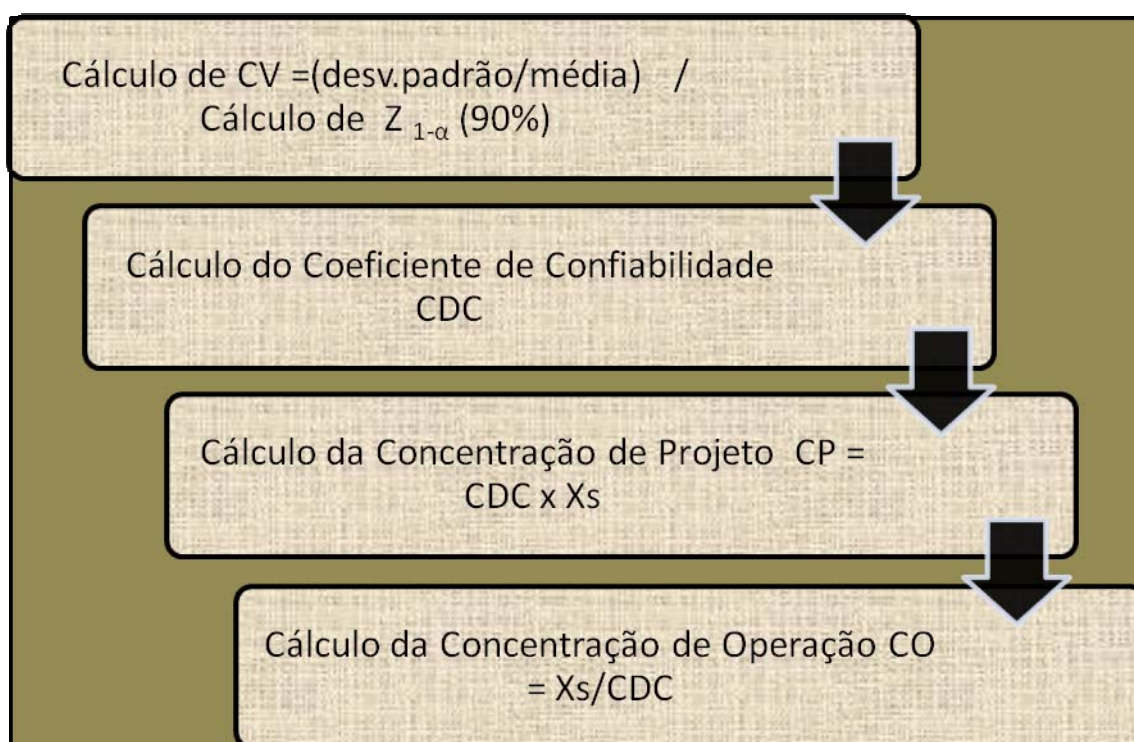 Cálculo de CV =(desv.padrão/média) /
Cálculo de Z 1-α (90%)
Cálculo do Coeficiente de Confiabilidade
CDC
Cálculo da Concentração de Projeto CP =
CDC x Xs
Cálculo da Concentração de Operação CO
= Xs/CDC